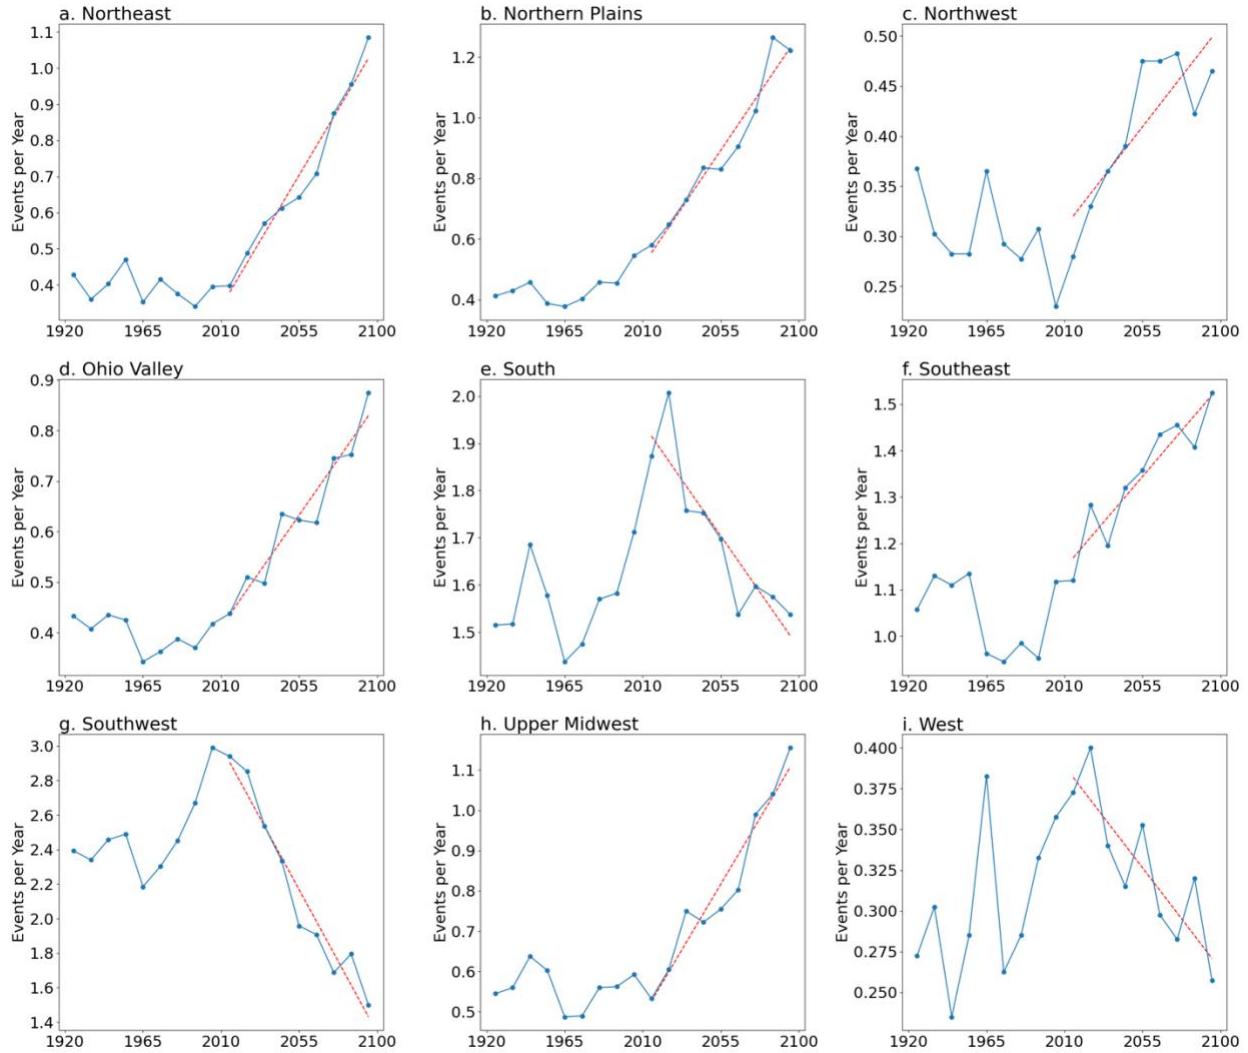 a. Northeast
Events per Year
1.1
1.0
0.9
0.8
0.7
0.6
0.5
0.4
1920 1965 2010 2055 2100
b. Northern Plains
Events per Year
1.2
1.0
0.8
0.6
0.4
1920 1965 2010 2055 2100
c. Northwest
Events per Year
0.50
0.45
0.40
0.35
0.30
0.25
1920 1965 2010 2055 2100
d. Ohio Valley
Events per Year
0.9
0.8
0.7
0.6
0.5
0.4
1920 1965 2010 2055 2100
e. South
Events per Year
2.0
1.9
1.8
1.7
1.6
1.5
1920 1965 2010 2055 2100
f. Southeast
Events per Year
1.5
1.4
1.3
1.2
1.1
1.0
1920 1965 2010 2055 2100
g. Southwest
Events per Year
3.0
2.8
2.6
2.4
2.2
2.0
1.8
1.6
1.4
1920 1965 2010 2055 2100
h. Upper Midwest
Events per Year
1.1
1.0
0.9
0.8
0.7
0.6
0.5
1920 1965 2010 2055 2100
i. West
Events per Year
0.400
0.375
0.350
0.325
0.300
0.275
0.250
1920 1965 2010 2055 2100